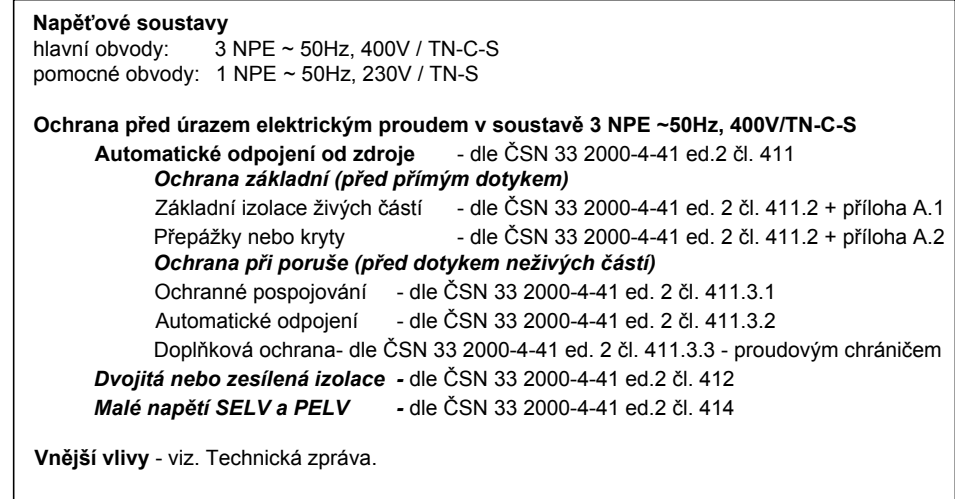 Napěťové soustavy
hlavní obvody: 3 NPE ~ 50Hz, 400V / TN-C-S
pomocné obvody: 1 NPE ~ 50Hz, 230V / TN-S
Ochrana před úrazem elektrickým proudem v soustavě 3 NPE ~50Hz, 400V/TN-C-S
Automatické odpojení od zdroje - dle ČSN 33 2000-4-41 ed.2 čl. 411
Ochrana základní (před přímým dotykem)
Základní izolace živých částí - dle ČSN 33 2000-4-41 ed. 2 čl. 411.2 + příloha A.1
Přepážky nebo kryty - dle ČSN 33 2000-4-41 ed. 2 čl. 411.2 + příloha A.2
Ochrana při poruše (před dotykem neživých částí)
Ochranné pospojování - dle ČSN 33 2000-4-41 ed. 2 čl. 411.3.1
Automatické odpojení - dle ČSN 33 2000-4-41 ed. 2 čl. 411.3.2
Doplňková ochrana- dle ČSN 33 2000-4-41 ed. 2 čl. 411.3.3 - proudovým chráničem
Dvojitá nebo zesílená izolace - dle ČSN 33 2000-4-41 ed.2 čl. 412
Malé napětí SELV a PELV - dle ČSN 33 2000-4-41 ed.2 čl. 414
Vnější vlivy - viz. Technická zpráva.